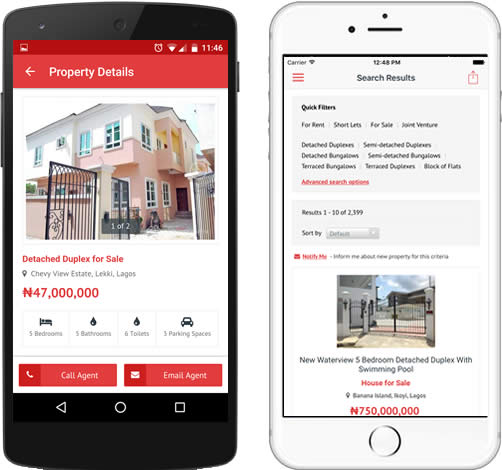 11:46
Property Details
1 of 2
Detached Duplex for Sale
Chevy View Estate, Lekki, Lagos
₦47,000,000
5 Bedrooms
5 Bathrooms
6 Toilets
3 Parking Spaces
Call Agent
Email Agent
Carrier
12:48 PM
Search Results
Quick Filters
For Rent | Short Lets | For Sale | Joint Venture
Detached Duplexes | Semi-detached Duplexes
Detached Bungalows | Semi-detached Bungalows
Terraced Bungalows | Terraced Duplexes | Block of Flats
Advanced search options
Results 1 - 10 of 2,399
Sort by Default
Notify Me - Inform me about new property for this criteria
New Waterview 5 Bedroom Detached Duplex With
Swimming Pool
House for Sale
Banana Island, Ikoyi, Lagos
₦750,000,000